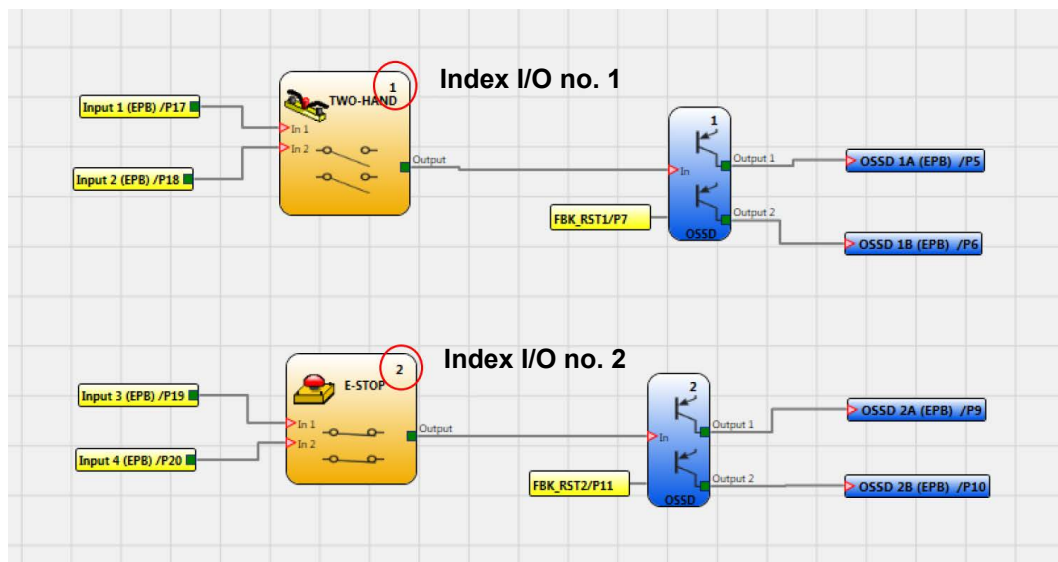 1
Index I/O no. 1
Input 1 (EPB) /P17
TWO-HAND
In 1
In 2
Input 2 (EPB) /P18
Output
1
In
Output 1
OSSD 1A (EPB) /P5
FBK_RST1/P7
Output 2
OSSD
OSSD 1B (EPB) /P6
2
Index I/O no. 2
Input 3 (EPB) /P19
E-STOP
In 1
In 2
Input 4 (EPB) /P20
Output
2
In
Output 1
OSSD 2A (EPB) /P9
FBK_RST2/P11
Output 2
OSSD
OSSD 2B (EPB) /P10